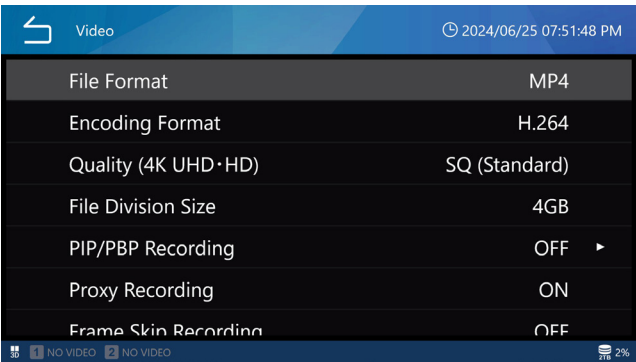 Video
2024/06/25 07:51:48 PM
File Format MP4
Encoding Format H.264
Quality (4K UHD･HD) SQ (Standard)
File Division Size 4GB
PIP/PBP Recording OFF ►
Proxy Recording ON
Frame Skip Recording OFF
3D 1 NO VIDEO 2 NO VIDEO 2TB 2%